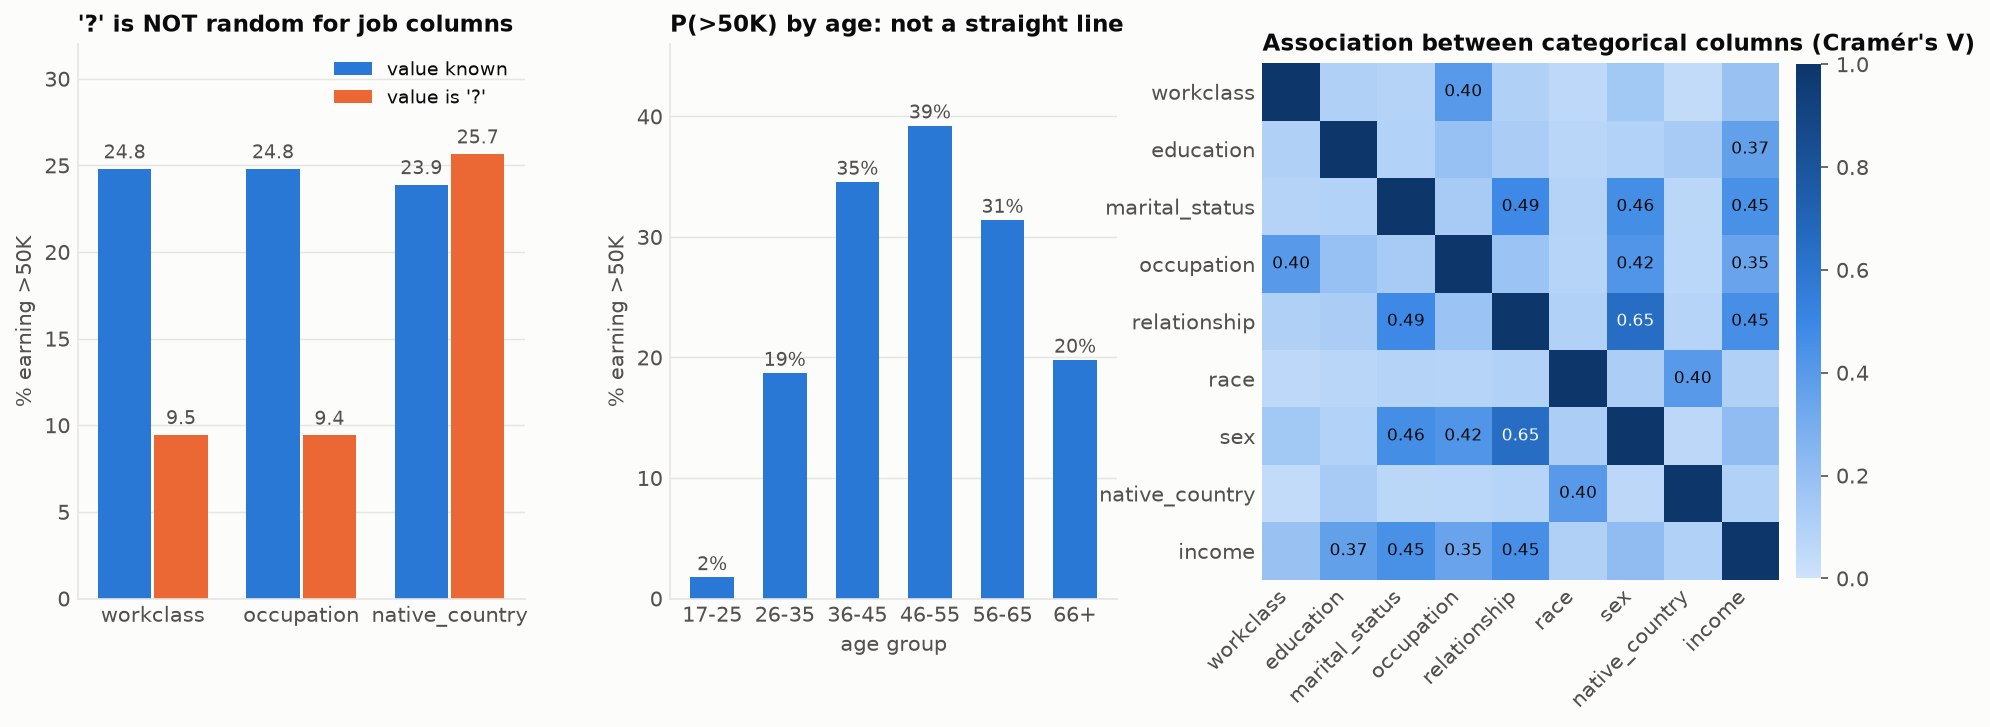 '?' is NOT random for job columns
value known
value is '?'
% earning >50K
30
25
20
15
10
5
0
24.8
9.5
24.8
9.4
23.9
25.7
workclass
occupation
native_country
P(>50K) by age: not a straight line
% earning >50K
40
30
20
10
0
2%
19%
35%
39%
31%
20%
17-25
26-35
36-45
46-55
56-65
66+
age group
Association between categorical columns (Cramér's V)
workclass
0.40
education
0.37
marital_status
0.49
0.46
0.45
occupation
0.40
0.42
0.35
relationship
0.49
0.65
0.45
race
0.40
sex
0.46
0.42
0.65
native_country
0.40
income
0.37
0.45
0.35
0.45
workclass
education
marital_status
occupation
relationship
race
sex
native_country
income
1.0
0.8
0.6
0.4
0.2
0.0